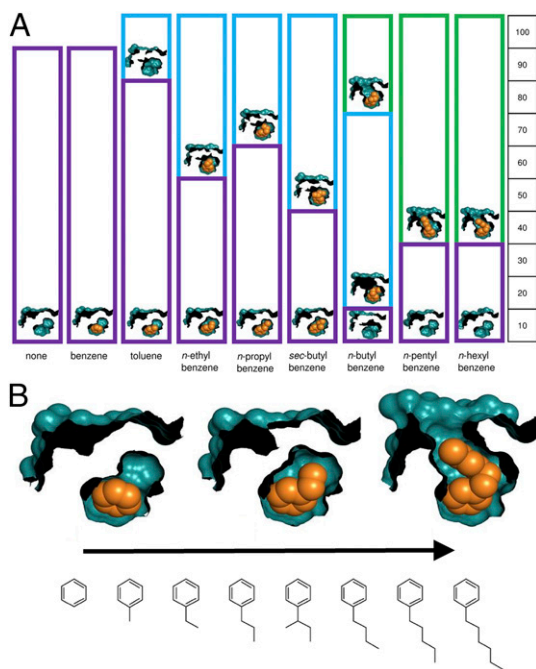 A
100
90
80
70
60
50
40
30
20
10
none
benzene
toluene
n-ethyl
benzene
n-propyl
benzene
sec-butyl
benzene
n-butyl
benzene
n-pentyl
benzene
n-hexyl
benzene
B